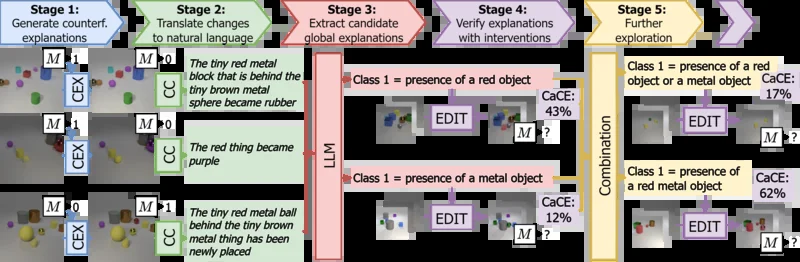 Stage 1:
Generate counterf.
explanations
Stage 2:
Translate changes
to natural language
Stage 3:
Extract candidate
global explanations
Stage 4:
Verify explanations
with interventions
Stage 5:
Further
exploration
M 1
M 0
CEX
CC
The tiny red metal
block that is behind the
tiny brown metal
sphere became rubber
M 1
M 0
CEX
CC
The red thing became
purple
M 0
M 1
CEX
CC
The tiny red metal ball
behind the tiny brown
metal thing has been
newly placed
LLM
Class 1 = presence of a red object
EDIT
CaCE:
43%
M ?
Class 1 = presence of a metal object
EDIT
CaCE:
12%
M ?
Combination
Class 1 = presence of a red
object or a metal object
CaCE:
17%
EDIT
M ?
Class 1 = presence of
a red metal object
CaCE:
62%
EDIT
M ?